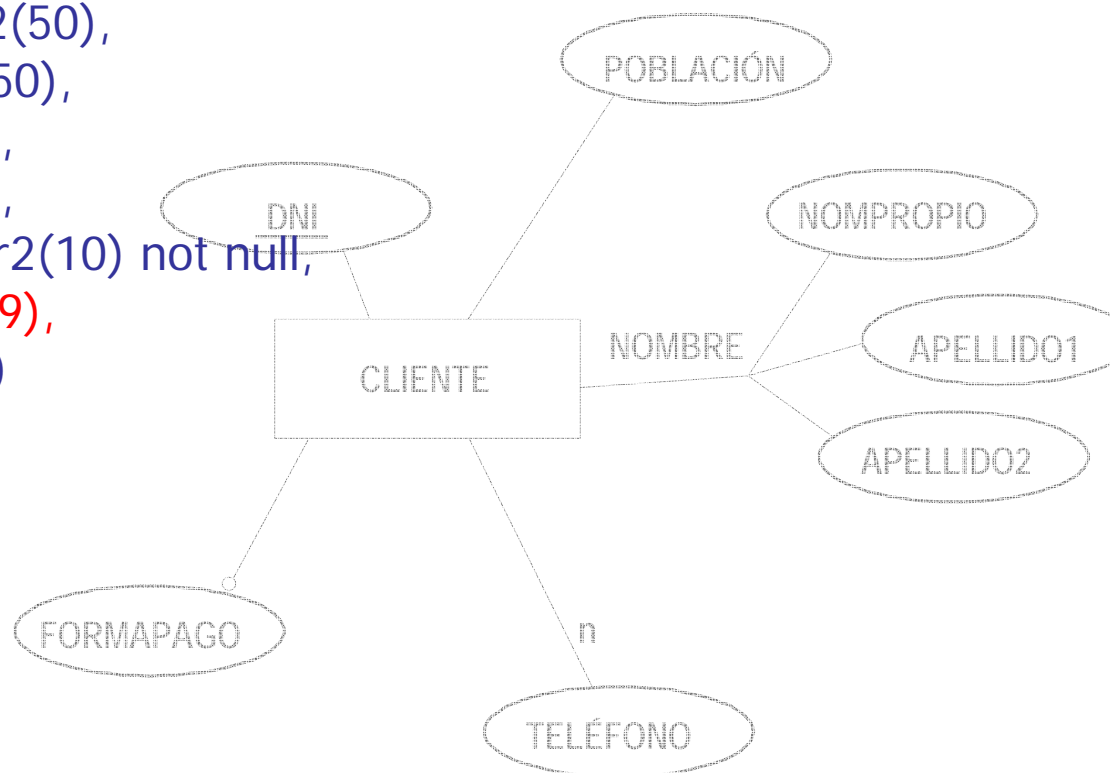 2(50),
50),
,
,
r2(10) not null,
9),
)
POBLACIÓN
DNI
NOMPROPIO
NOMBRE
APELLIDO1
CLIENTE
APELLIDO2
FORMAPAGO
n
TELÉFONO